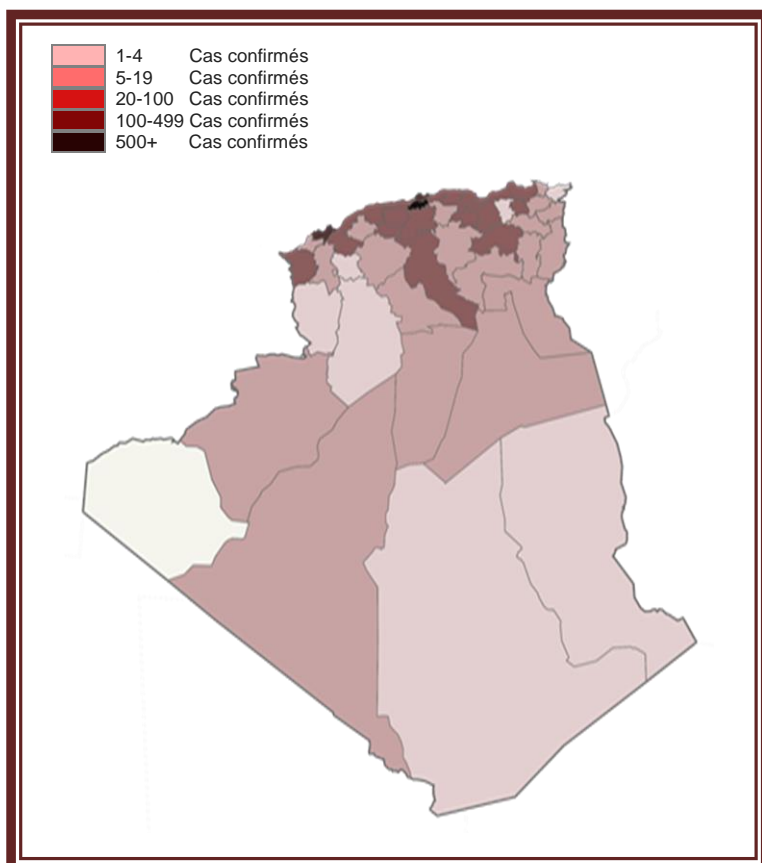 1-4 Cas confirmés
5-19 Cas confirmés
20-100 Cas confirmés
100-499 Cas confirmés
500+ Cas confirmés